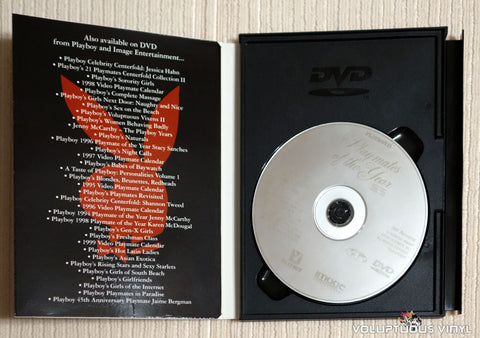 Also available on DVD
from Playboy and Image Entertainment...
• Playboy Celebrity Centerfold: Jessica Hahn
• Playboy's 21 Playmates Centerfold Collection II
• Playboy's Sorority Girls
• 1998 Video Playmate Calendar
• Playboy's Complete Massage
• Playboy's Girls Next Door: Naughty and Nice
• Playboy's Sex on the Beach
• Playboy's Voluptuous Vixens II
• Playboy's Women Behaving Badly
• Jenny McCarthy - The Playboy Years
• Playboy's Naturals
• Playboy 1996 Playmate of the Year Stacy Sanches
• Playboy's Night Calls
• 1997 Video Playmate Calendar
• Playboy's Babes of Baywatch
• A Taste of Playboy: Personalities Volume 1
• Playboy's Blondes, Brunettes, Redheads
• 1995 Video Playmate Calendar
• Playboy's Playmates Revisited
• Playboy Celebrity Centerfold: Shannon Tweed
• 1996 Video Playmate Calendar
• Playboy 1994 Playmate of the Year Jenny McCarthy
• Playboy 1998 Playmate of the Year Karen McDougal
• Playboy's Gen-X Girls
• Playboy's Freshman Class
• 1999 Video Playmate Calendar
• Playboy's Hot Latin Ladies
• Playboy's Asian Exotica
• Playboy's Rising Stars and Sexy Starlets
• Playboy's Girls of South Beach
• Playboy's Girlfriends
• Playboy's Girls of the Internet
• Playboy Playmates in Paradise
• Playboy 45th Anniversary Playmate Jaime Bergman
DVD
PLAYBOY'S
Playmates
of the Year
IMAGE
DVD
VOLUPTUOUS VINYL